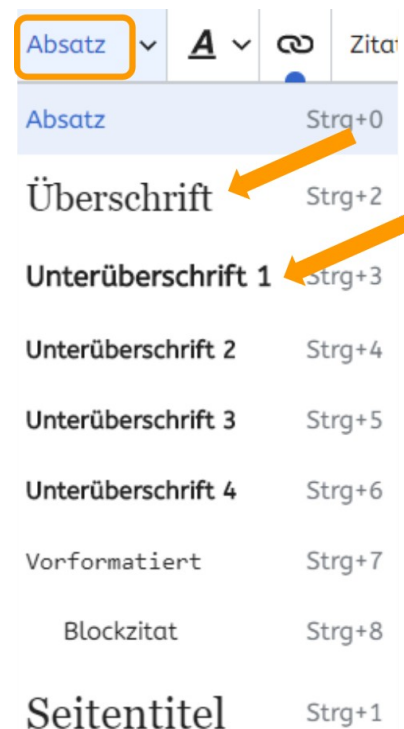 Absatz A Zitat
Absatz Strg+0
Überschrift Strg+2
Unterüberschrift 1 Strg+3
Unterüberschrift 2 Strg+4
Unterüberschrift 3 Strg+5
Unterüberschrift 4 Strg+6
Vorformatiert Strg+7
Blockzitat Strg+8
Seitentitel Strg+1